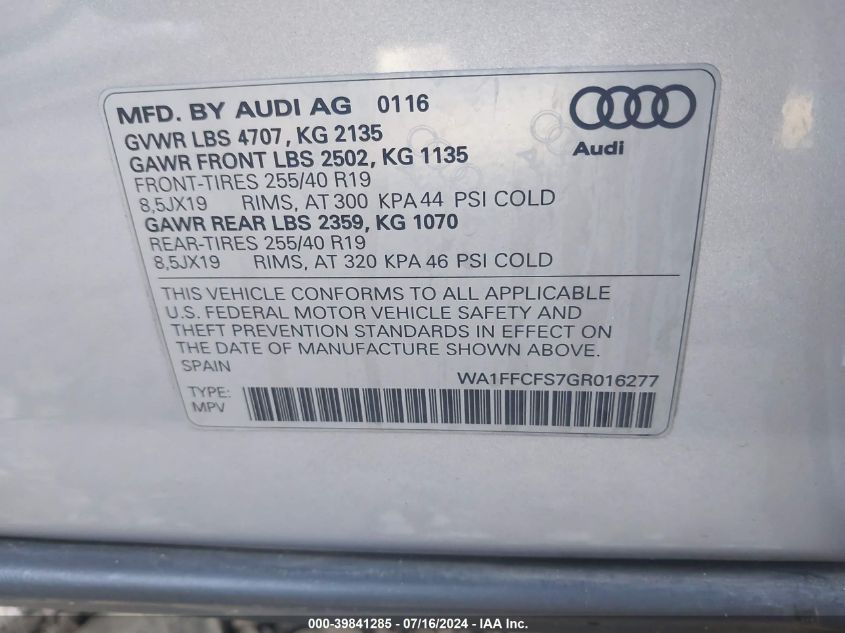 MFD. BY AUDI AG 0116
GVWR LBS 4707, KG 2135
GAWR FRONT LBS 2502, KG 1135
FRONT-TIRES 255/40 R19
8,5JX19 RIMS, AT 300 KPA 44 PSI COLD
GAWR REAR LBS 2359, KG 1070
REAR-TIRES 255/40 R19
8,5JX19 RIMS, AT 320 KPA 46 PSI COLD
Audi
THIS VEHICLE CONFORMS TO ALL APPLICABLE
U.S. FEDERAL MOTOR VEHICLE SAFETY AND
THEFT PREVENTION STANDARDS IN EFFECT ON
THE DATE OF MANUFACTURE SHOWN ABOVE.
SPAIN
WA1FFCFS7GR016277
TYPE:
MPV
000-39841285 - 07/16/2024 - IAA Inc.